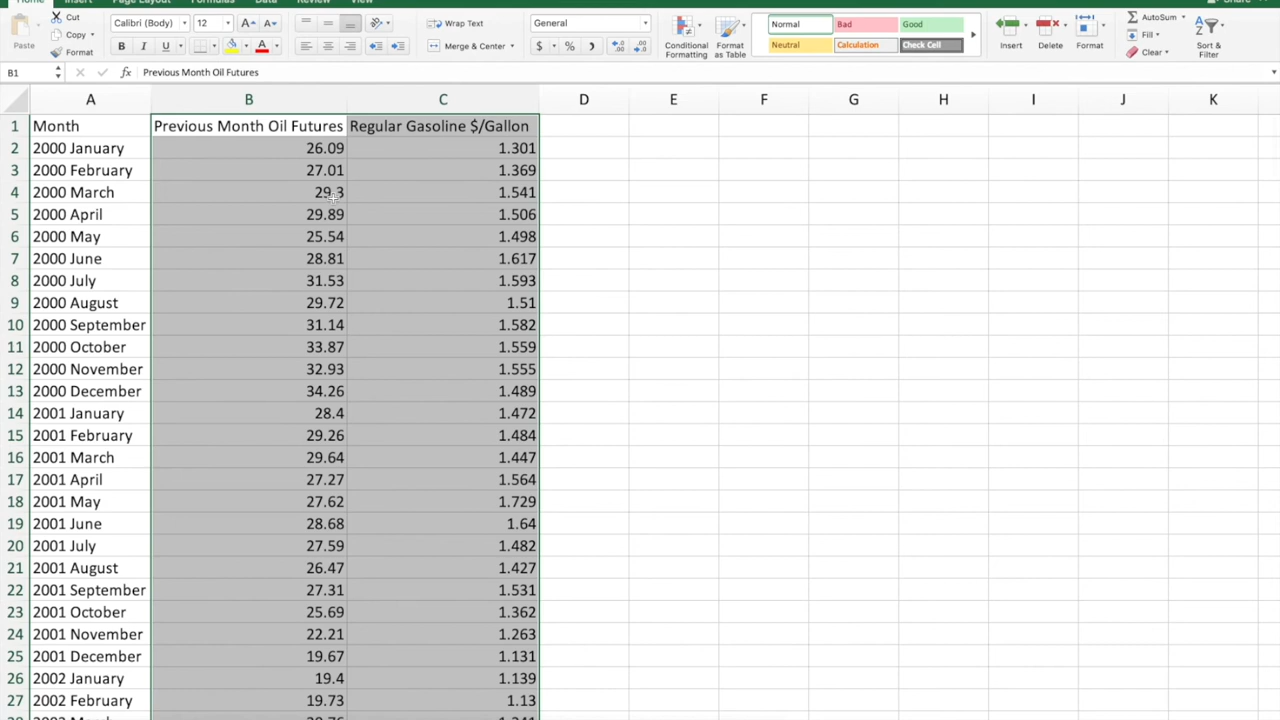 Home Insert Page Layout Formulas Data Review View Share
Cut
Copy
Format
Paste
Calibri (Body) 12 A A
B I U A
Wrap Text
Merge & Center
General
$ % )
Conditional Formatting
Format as Table
Normal Bad Good
Neutral Calculation Check Cell
Insert Delete Format
AutoSum
Fill
Clear
Sort & Filter
B1 fx Previous Month Oil Futures
A B C D E F G H I J K
1 Month Previous Month Oil Futures Regular Gasoline $/Gallon
2 2000 January 26.09 1.301
3 2000 February 27.01 1.369
4 2000 March 29.3 1.541
5 2000 April 29.89 1.506
6 2000 May 25.54 1.498
7 2000 June 28.81 1.617
8 2000 July 31.53 1.593
9 2000 August 29.72 1.51
10 2000 September 31.14 1.582
11 2000 October 33.87 1.559
12 2000 November 32.93 1.555
13 2000 December 34.26 1.489
14 2001 January 28.4 1.472
15 2001 February 29.26 1.484
16 2001 March 29.64 1.447
17 2001 April 27.27 1.564
18 2001 May 27.62 1.729
19 2001 June 28.68 1.64
20 2001 July 27.59 1.482
21 2001 August 26.47 1.427
22 2001 September 27.31 1.531
23 2001 October 25.69 1.362
24 2001 November 22.21 1.263
25 2001 December 19.67 1.131
26 2002 January 19.4 1.139
27 2002 February 19.73 1.13
28 2002 March 20.76 1.241